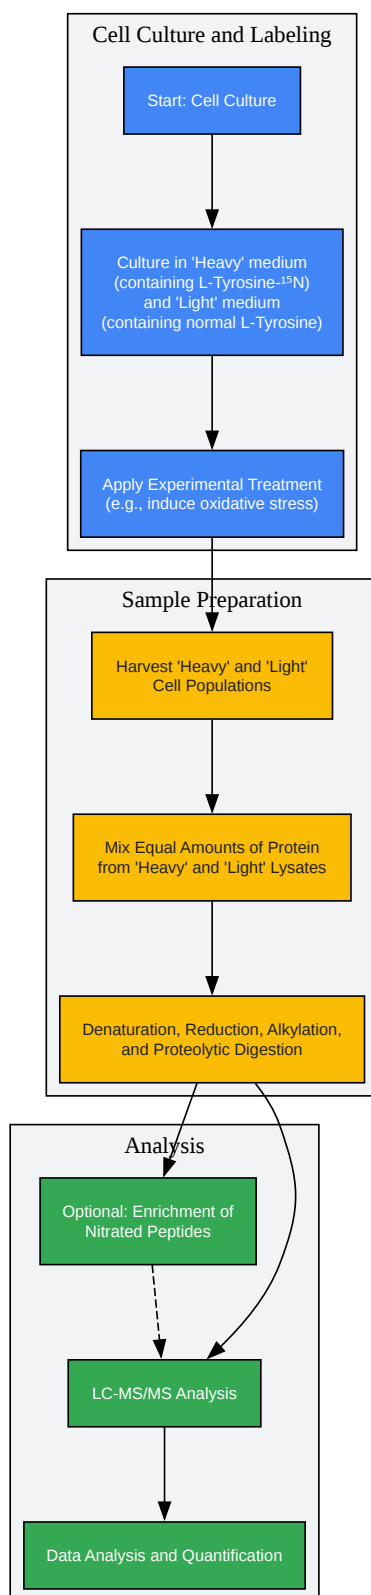 Cell Culture and Labeling
Start: Cell Culture
Culture in 'Heavy' medium
(containing L-Tyrosine-¹⁵N)
and 'Light' medium
(containing normal L-Tyrosine)
Apply Experimental Treatment
(e.g., induce oxidative stress)
Sample Preparation
Harvest 'Heavy' and 'Light'
Cell Populations
Mix Equal Amounts of Protein
from 'Heavy' and 'Light' Lysates
Denaturation, Reduction, Alkylation,
and Proteolytic Digestion
Analysis
Optional: Enrichment of
Nitrated Peptides
LC-MS/MS Analysis
Data Analysis and Quantification